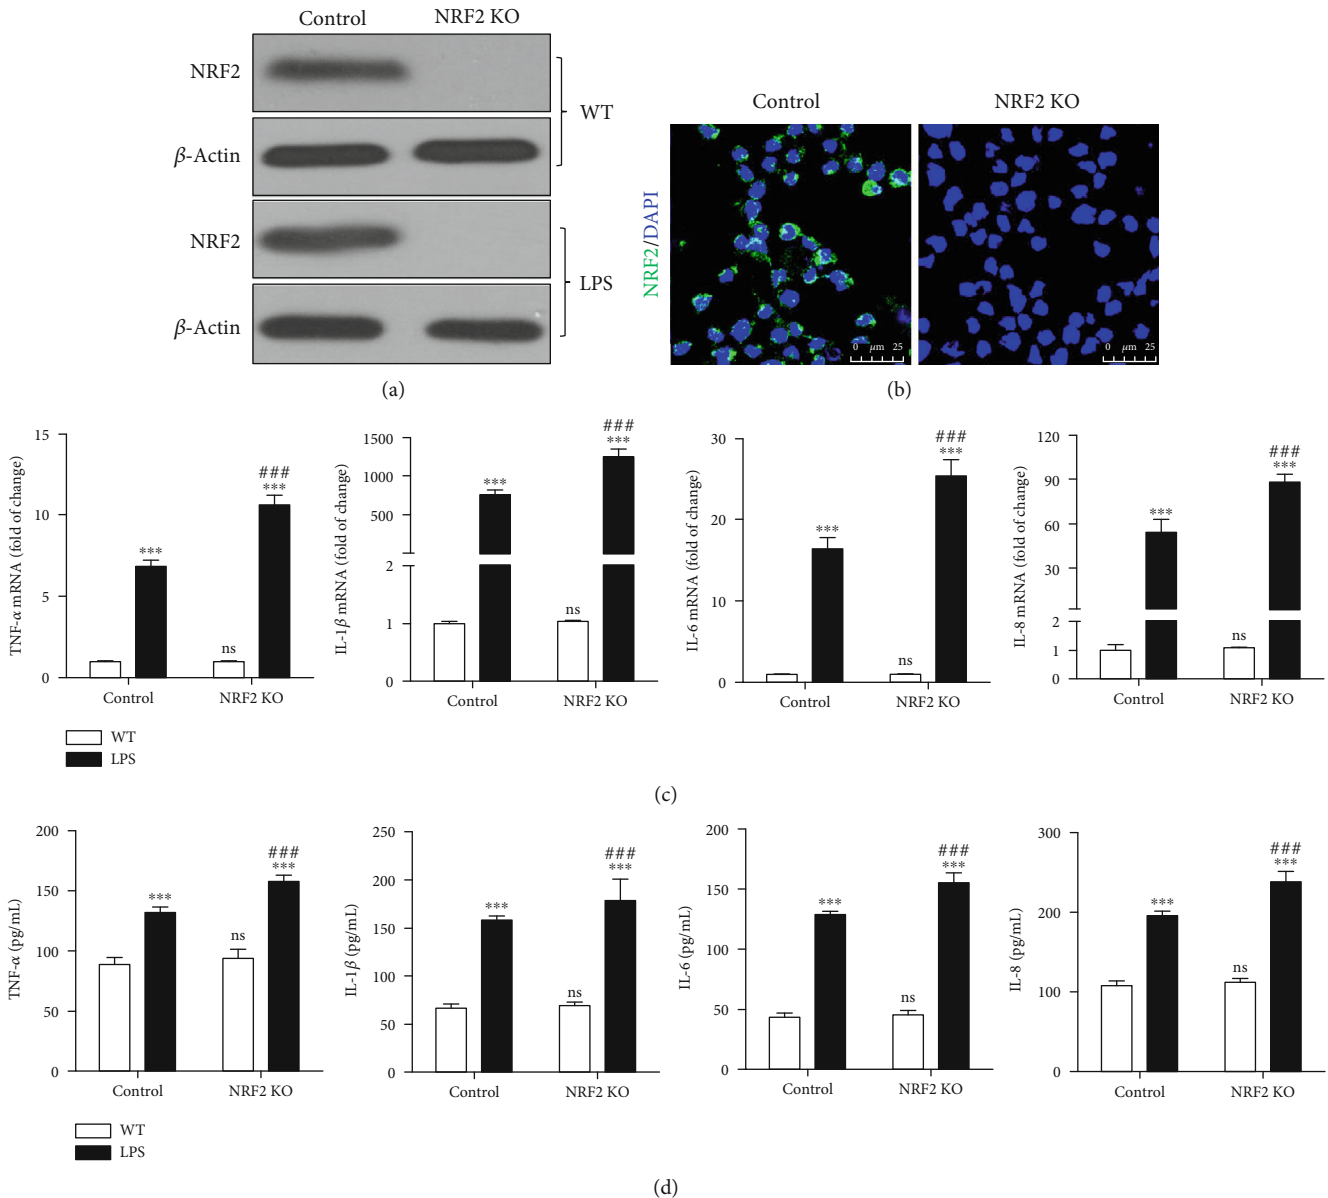 Control NRF2 KO
NRF2
β-Actin
WT
NRF2
β-Actin
LPS
(a)
Control NRF2 KO
NRF2/DAPI
0 μm 25
0 μm 25
(b)
TNF-α mRNA (fold of change)
15
10
5
0
***
ns
###
***
Control NRF2 KO
IL-1β mRNA (fold of change)
1500
1000
500
2
1
0
***
ns
###
***
Control NRF2 KO
IL-6 mRNA (fold of change)
30
20
10
0
***
ns
###
***
Control NRF2 KO
IL-8 mRNA (fold of change)
120
90
60
30
2
1
0
***
ns
###
***
Control NRF2 KO
WT
LPS
(c)
TNF-α (pg/mL)
200
150
100
50
0
***
ns
###
***
Control NRF2 KO
IL-1β (pg/mL)
250
200
150
100
50
0
***
ns
###
***
Control NRF2 KO
IL-6 (pg/mL)
200
150
100
50
0
***
ns
###
***
Control NRF2 KO
IL-8 (pg/mL)
300
200
100
0
***
ns
###
***
Control NRF2 KO
WT
LPS
(d)